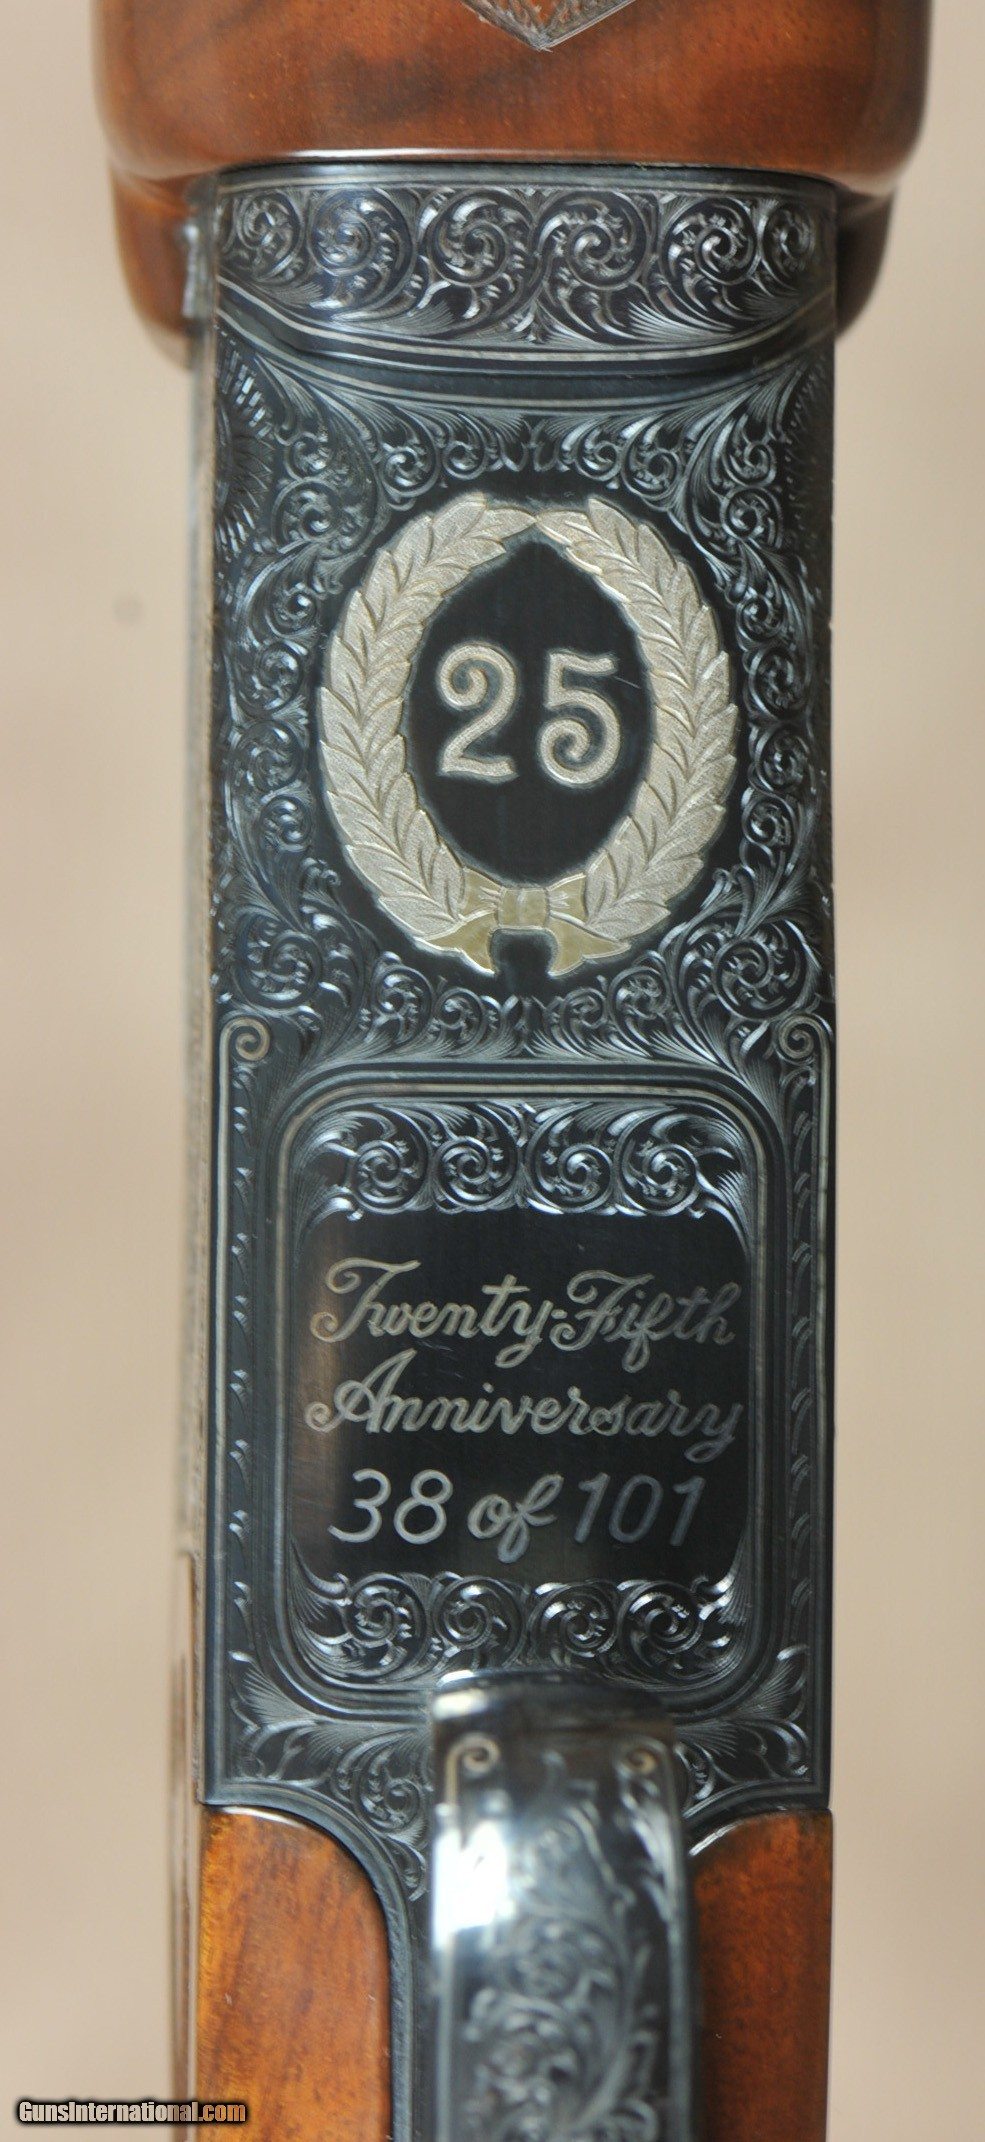 25
Twenty-Fifth
Anniversary
38 of 101
GunsInternational.com